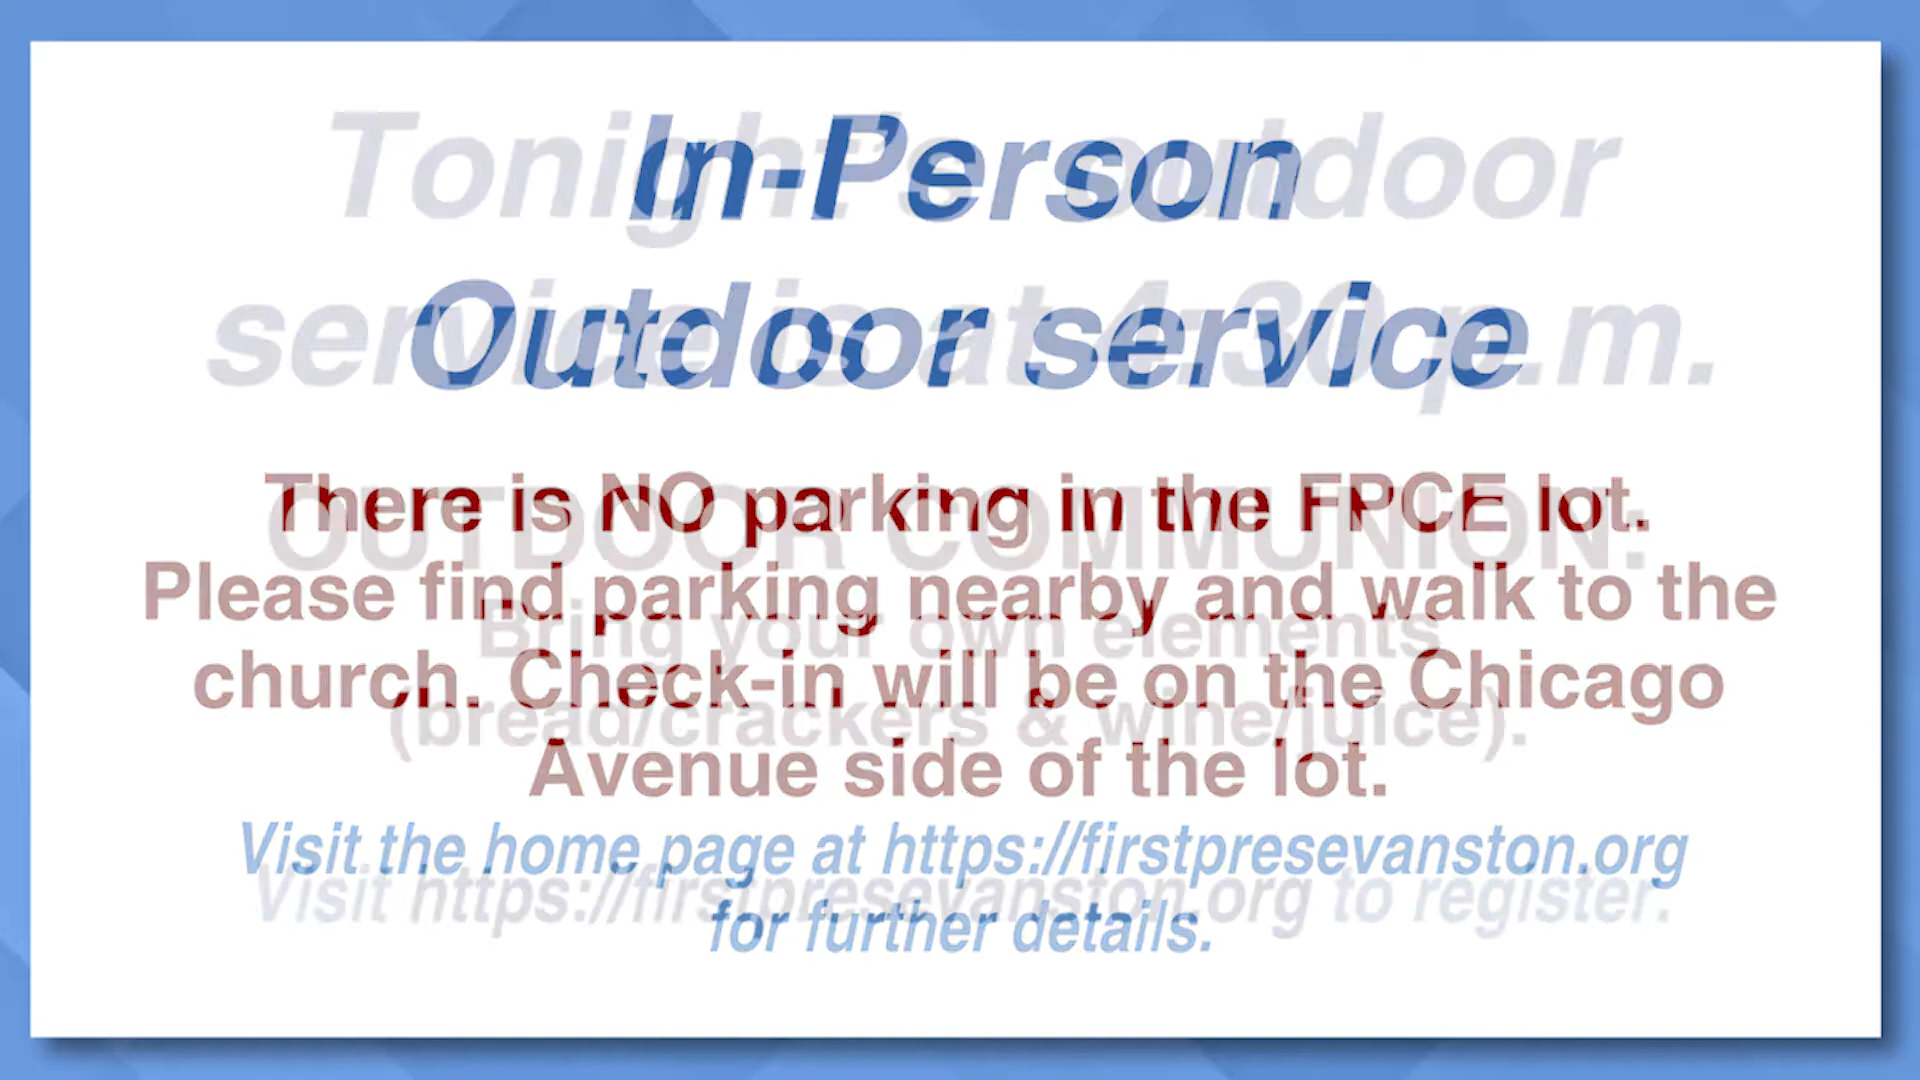 In-Person
Outdoor service
There is NO parking in the FPCE lot.
Please find parking nearby and walk to the
church. Check-in will be on the Chicago
Avenue side of the lot.
Visit the home page at https://firstpresevanston.org
for further details.
Tonight's outdoor
service is at 4:30 p.m.
OUTDOOR COMMUNION:
Bring your own elements
(bread/crackers & wine/juice).
Visit https://firstpresevanston.org to register.